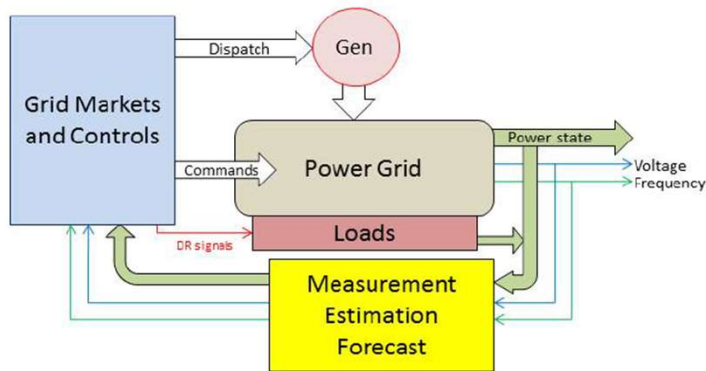 Dispatch
Gen
Grid Markets
and Controls
Power state
Commands
Power Grid
Voltage
Frequency
DR signals
Loads
Measurement
Estimation
Forecast